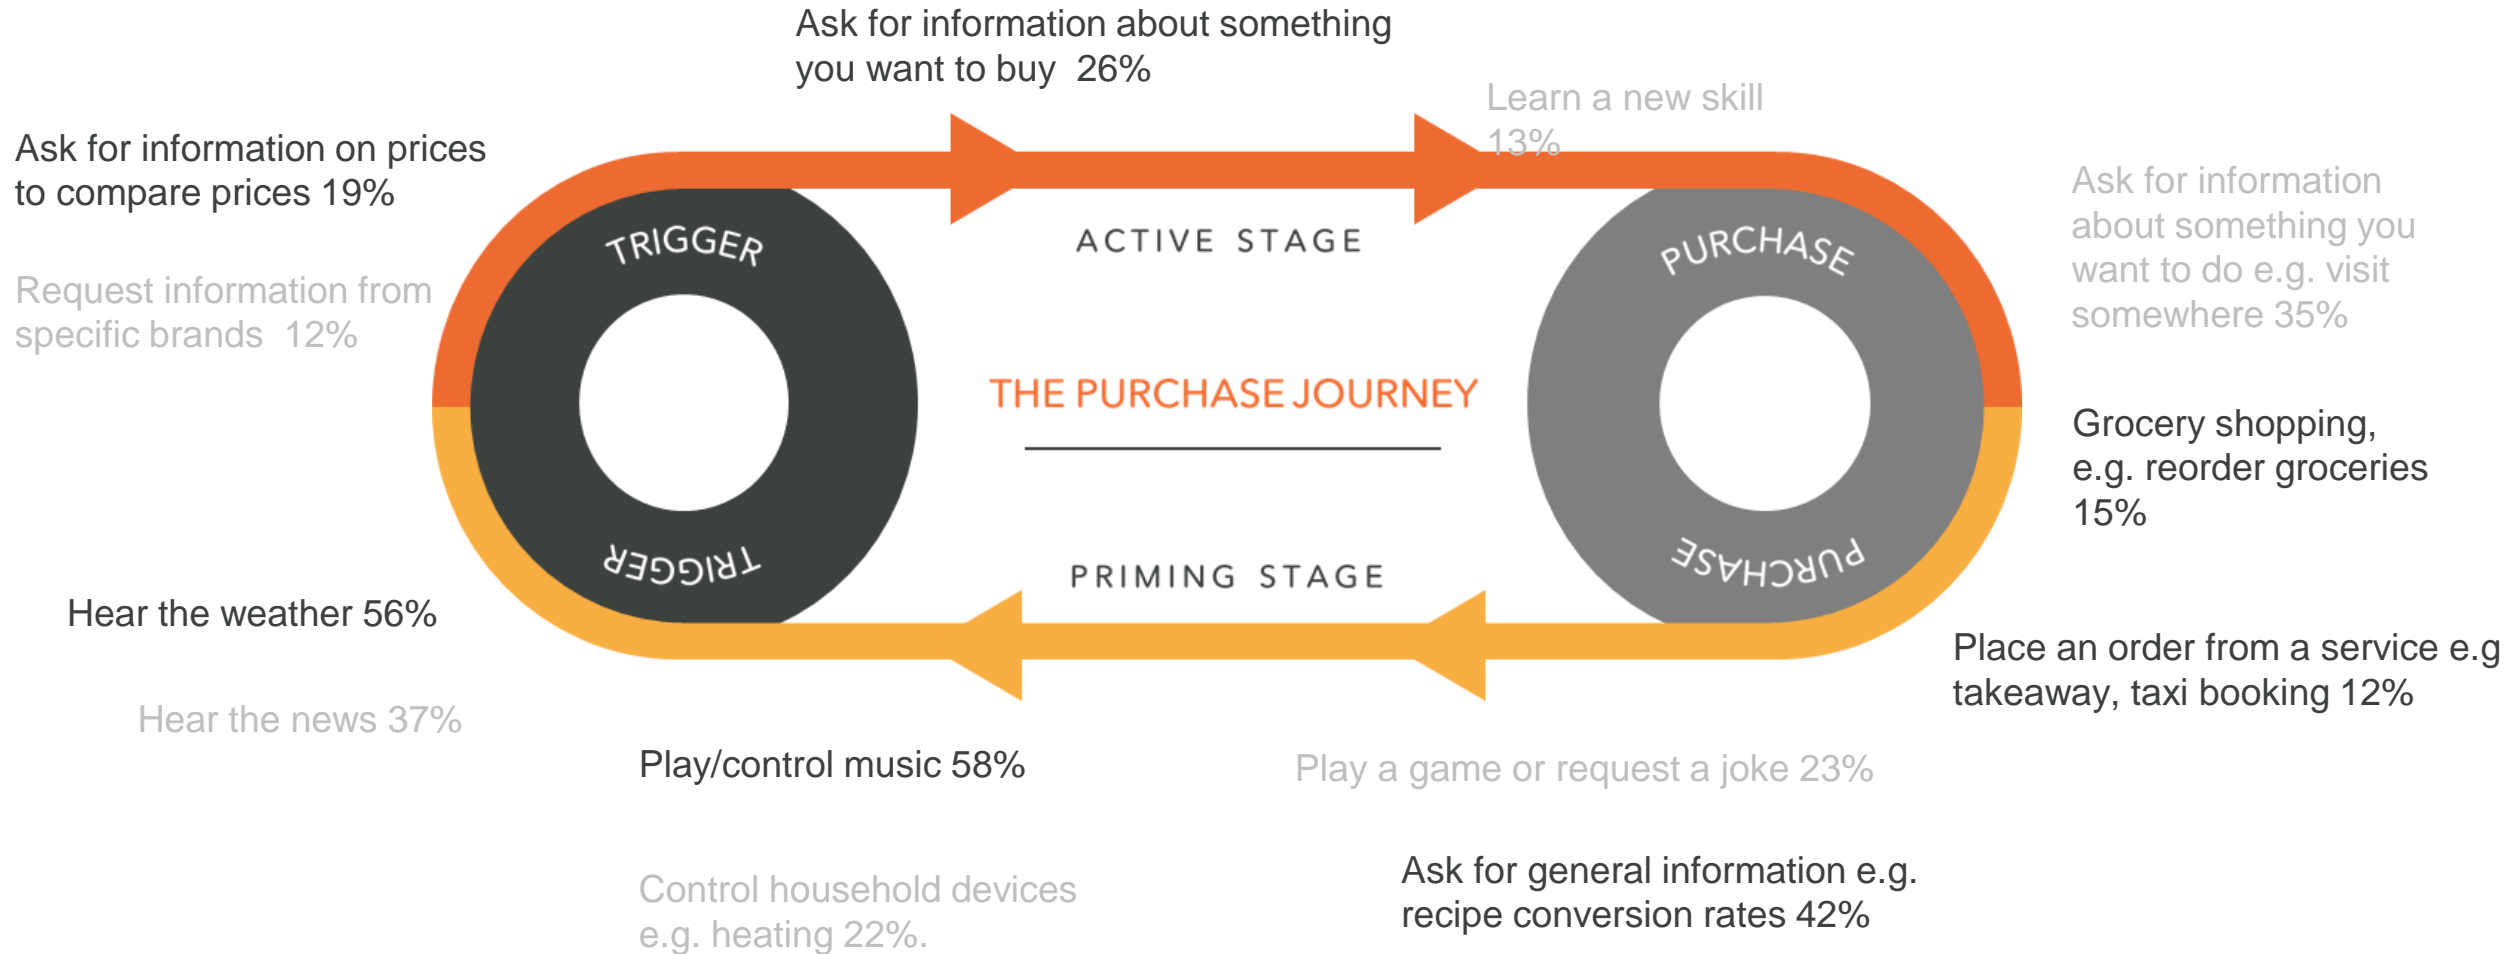 Ask for information about something
you want to buy  26%
Learn a new skill
13%
Ask for information on prices
to compare prices 19%
Ask for information
about something you
want to do e.g. visit
somewhere 35%
TRIGGER
ACTIVE STAGE
PURCHASE
Request information from
specific brands  12%
THE PURCHASE JOURNEY
Grocery shopping,
e.g. reorder groceries
15%
TRIGGER
PRIMING STAGE
PURCHASE
Hear the weather 56%
Place an order from a service e.g
takeaway, taxi booking 12%
Hear the news 37%
Play/control music 58%
Play a game or request a joke 23%
Control household devices
e.g. heating 22%.
Ask for general information e.g.
recipe conversion rates 42%